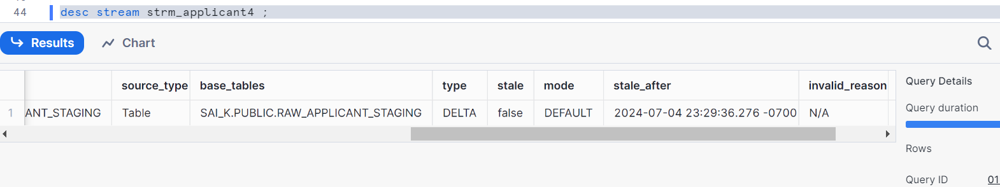 44 desc stream strm_applicant4 ;
Results Chart
source_type base_tables type stale mode stale_after invalid_reason Query Details
1 ANT_STAGING Table SAI_K.PUBLIC.RAW_APPLICANT_STAGING DELTA false DEFAULT 2024-07-04 23:29:36.276 -0700 N/A Query duration
Rows
Query ID 01